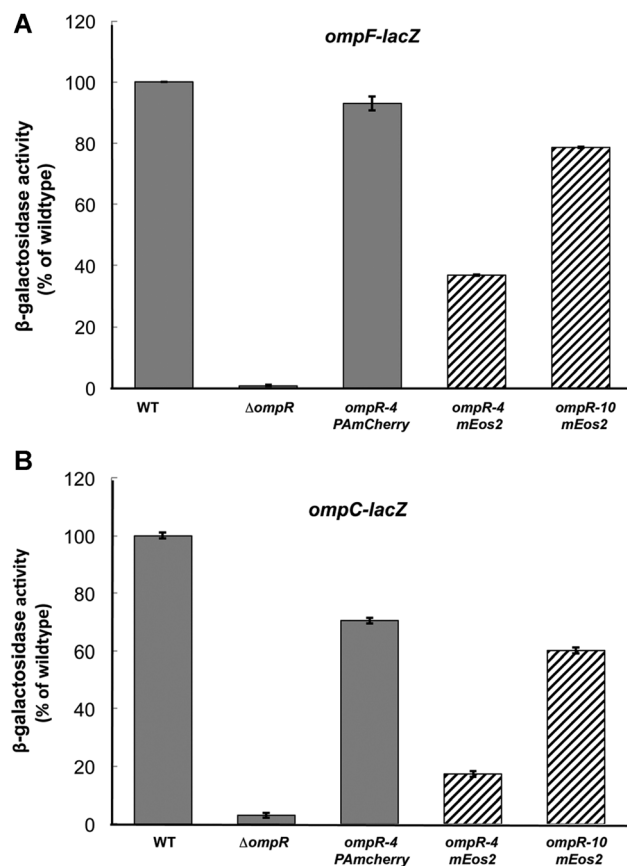 A
ompF-lacZ
β-galactosidase activity
(% of wildtype)
120
100
80
60
40
20
0
WT
ΔompR
ompR-4
PAmCherry
ompR-4
mEos2
ompR-10
mEos2
B
ompC-lacZ
β-galactosidase activity
(% of wildtype)
120
100
80
60
40
20
0
WT
ΔompR
ompR-4
PAmcherry
ompR-4
mEos2
ompR-10
mEos2